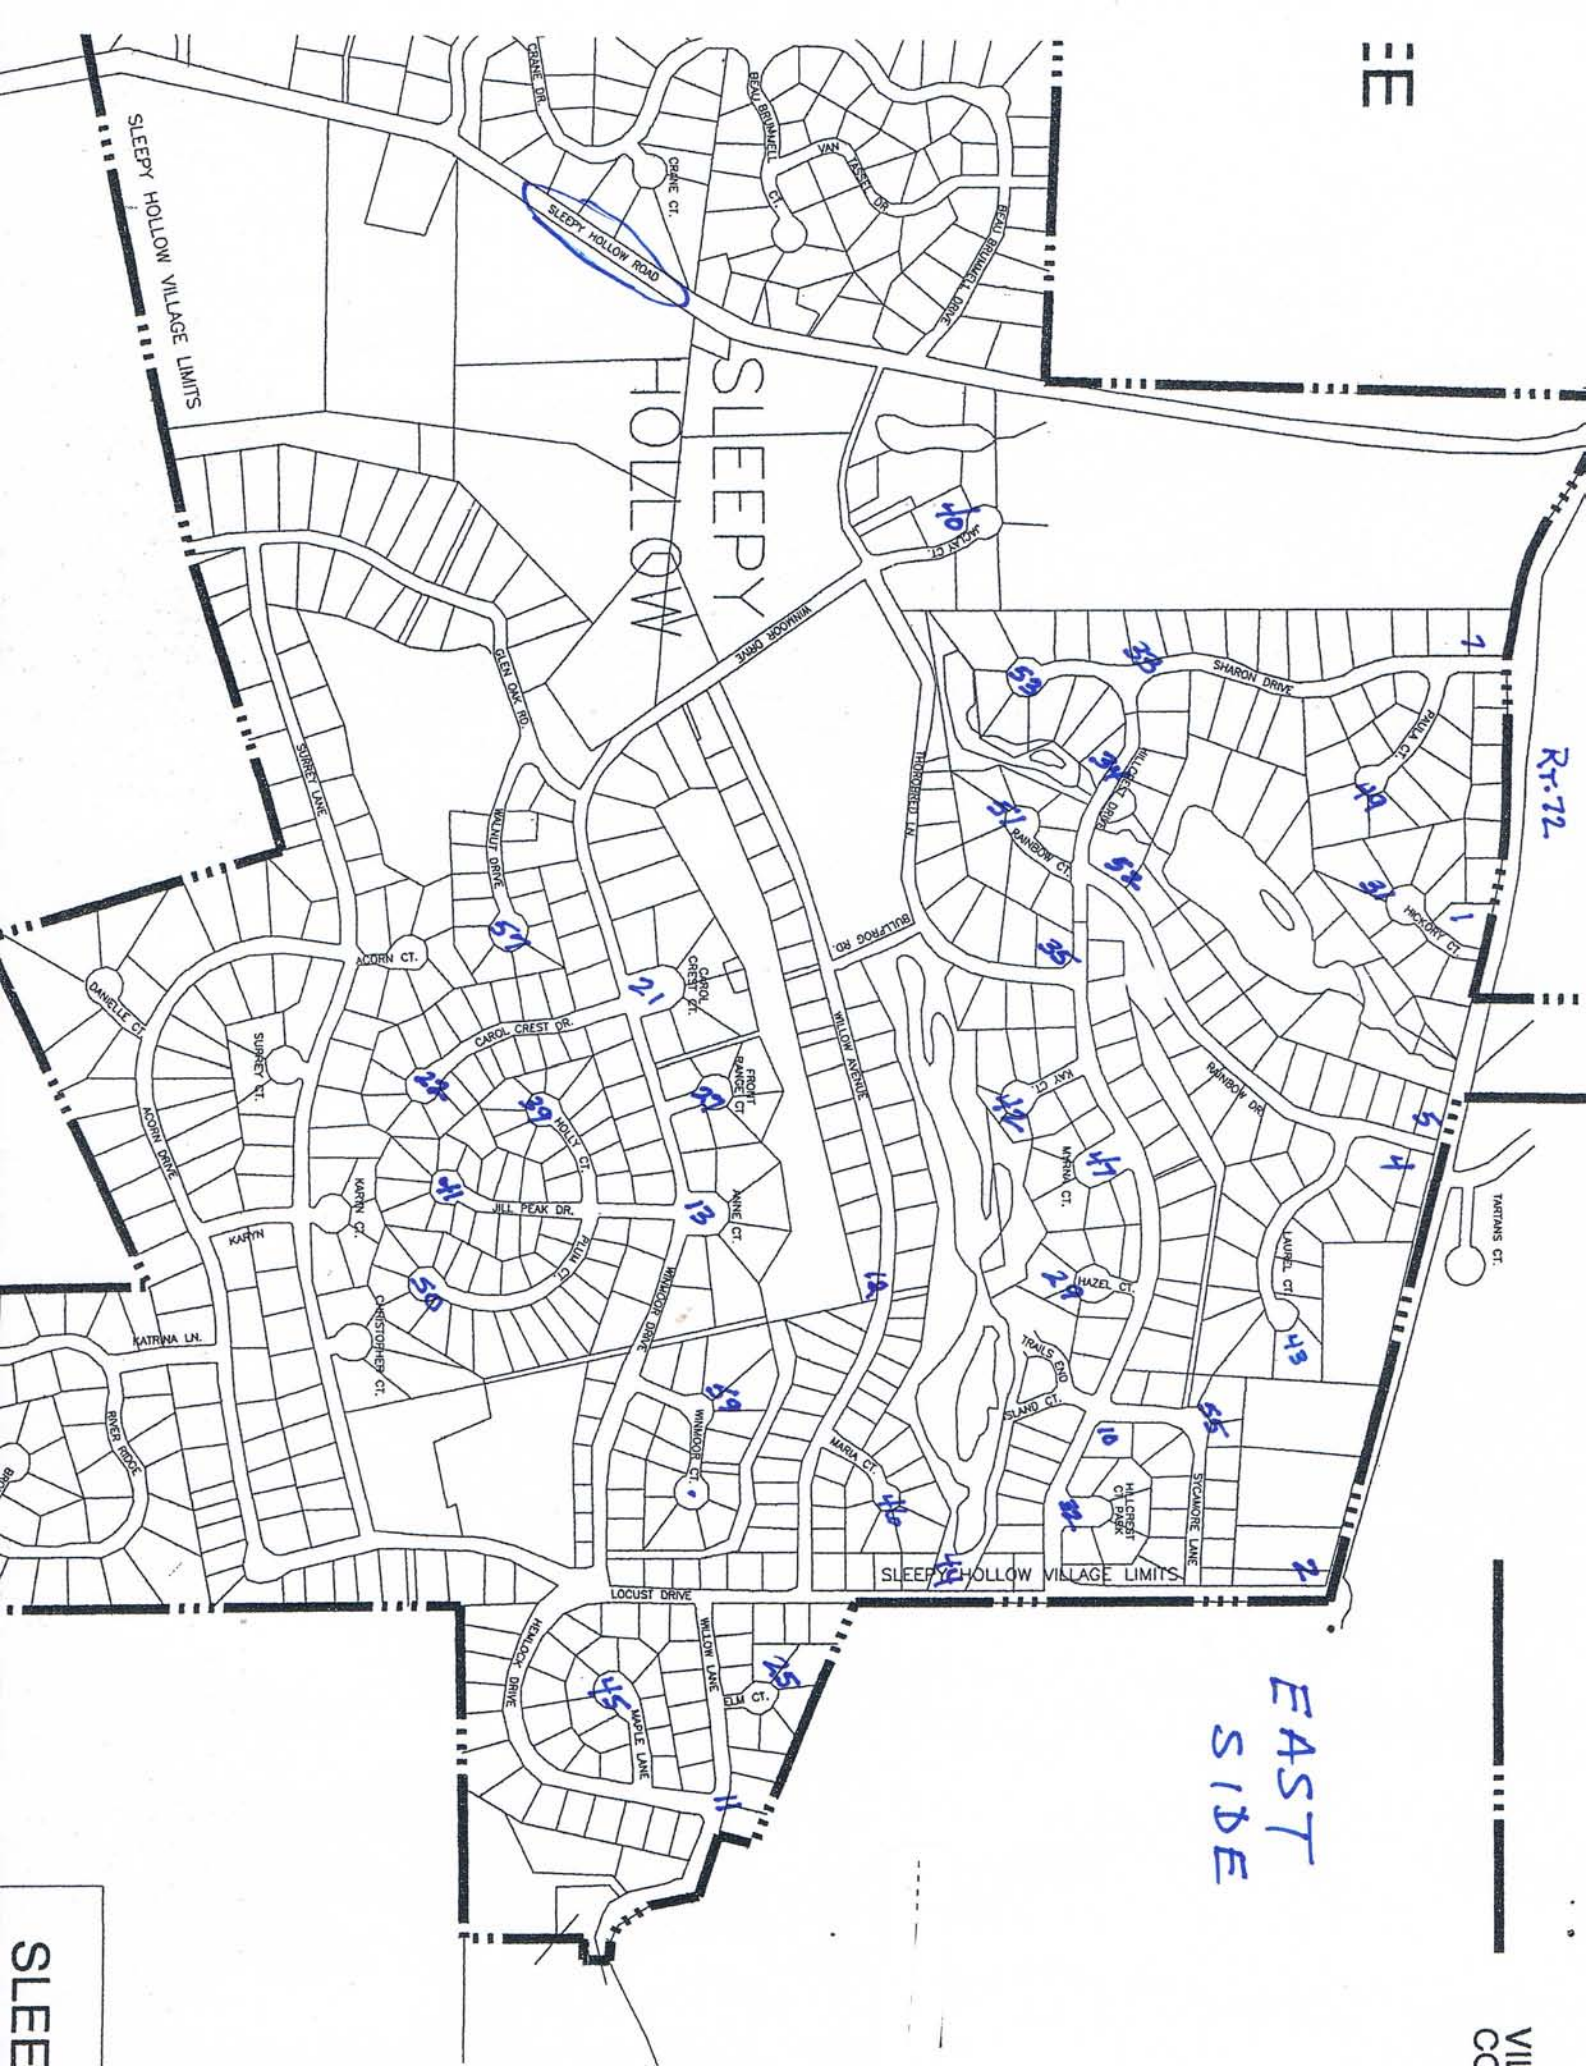 SLEEPY HOLLOW VILLAGE LIMITS
CRANE DR.
CRANE CT.
SLEEPY HOLLOW ROAD
BEAU BRUMMELL CT.
VAN TASSEL DR
BEAU BRUMMELL DRIVE
SLEEPY
HOLLOW
40
JACLAY CT.
WINMOOR DRIVE
GLEN OAK RD.
SURREY LANE
WALNUT DRIVE
57
THOROBRED LN
BULLFROG RD.
53
33
SHARON DRIVE
7
PAULA CT.
49
Rt. 72
HILLCREST DRIVE
34
51
RAINBOW CT.
52
31
HICKORY CT.
1
35
ACORN CT.
DANIELLE CT
SURREY CT.
ACORN DRIVE
21
CAROL
CREST CT.
CAROL CREST DR.
22
39
HOLLY CT.
FRONT
RANGE CT
27
WILLOW AVENUE
KAY CT.
42
MYRNA CT.
47
RAINBOW DR.
5
4
TARTANS CT.
KARYN CT.
KARYN
41
JILL PEAK DR.
13
ANNE CT.
PLUM CT.
50
WINMOOR DRIVE
12
29
HAZEL CT.
LAUREL CT.
43
KATRINA LN.
CHRISTOPHER CT.
RIVER RIDGE
59
WINMOOR CT.
MARIA CT.
46
TRAILS END
ISLAND CT.
10
55
HILLCREST
CT. PARK
32
SYCAMORE LANE
44
2
SLEEPY HOLLOW VILLAGE LIMITS
LOCUST DRIVE
HEMLOCK DRIVE
WILLOW LANE
25
ELM CT.
45
MAPLE LANE
11
EAST
SIDE
SLEE